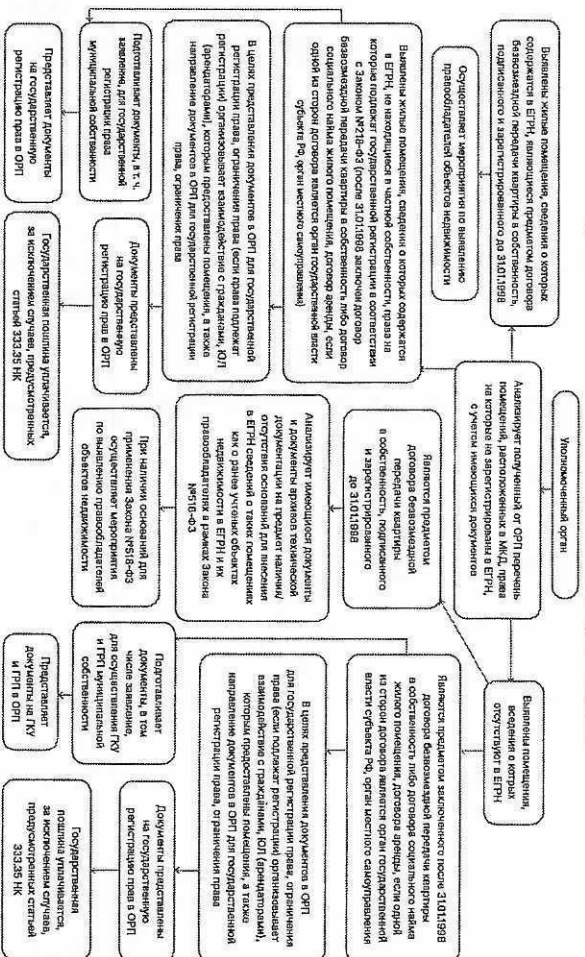 Уполномоченный орган
Анализирует полученный от ОРП перечень
помещений, расположенных в МКД, права
на которые не зарегистрированы в ЕГРН,
с учетом имеющихся документов
Выявлены жилые помещения, сведения о которых
содержатся в ЕГРН, являющиеся предметом договора
безвозмездной передачи квартиры в собственность,
подписанного и зарегистрированного до 31.01.1998
Осуществляет мероприятия по выявлению
правообладателей объектов недвижимости
Выявлены жилые помещения, сведения о которых содержатся
в ЕГРН, не находящиеся в частной собственности, права на
которые подлежат государственной регистрации в соответствии
с Законом №218-ФЗ (после 31.01.1998 заключен договор
безвозмездной передачи квартиры в собственность либо договор
социального найма жилого помещения, договор аренды, если
одной из сторон договора является орган государственной власти
субъекта РФ, орган местного самоуправления)
В целях представления документов в ОРП для государственной
регистрации права, ограничения права (если права подлежат
регистрации) организовывает взаимодействие с гражданами, ЮЛ
(арендаторами), которым предоставлены помещения, а также
направление документов в ОРП для государственной регистрации
права, ограничения права
Подготавливает документы, в т. ч.
заявление, для государственной
регистрации права
муниципальной собственности
Представляет документы
на государственную
регистрацию прав в ОРП
Документы представлены
на государственную
регистрацию прав в ОРП
Государственная пошлина уплачивается,
за исключением случаев, предусмотренных
статьей 333.35 НК
Являются предметом
договора безвозмездной
передачи квартиры
в собственность, подписанного
и зарегистрированного
до 31.01.1998
Анализирует имеющиеся документы
и документы архивов технической
документации на предмет наличия/
отсутствия оснований для внесения
в ЕГРН сведений о таких помещениях
как о ранее учтенных объектах
недвижимости в ЕГРН и их
правообладателях в рамках Закона
№518-ФЗ
При наличии оснований для
применения Закона №518-ФЗ
осуществляет мероприятия
по выявлению правообладателей
объектов недвижимости
Выявлены помещения,
сведения о которых
отсутствуют в ЕГРН
Являются предметом заключенного после 31.01.1998
договора безвозмездной передачи квартиры
в собственность либо договора социального найма
жилого помещения, договора аренды, если одной
из сторон договора является орган государственной
власти субъекта РФ, орган местного самоуправления
В целях представления документов в ОРП
для государственной регистрации права, ограничения
права (если подлежат регистрации) организовывает
взаимодействие с гражданами, ЮЛ (арендаторами),
которым предоставлены помещения, а также
направление документов в ОРП для государственной
регистрации права, ограничения права
Подготавливает
документы, в том
числе заявление,
для осуществления ГКУ
и ГРП муниципальной
собственности
Представляет
документы на ГКУ
и ГРП в ОРП
Документы представлены
на государственную
регистрацию прав в ОРП
Государственная
пошлина уплачивается,
за исключением случаев,
предусмотренных статьей
333.35 НК